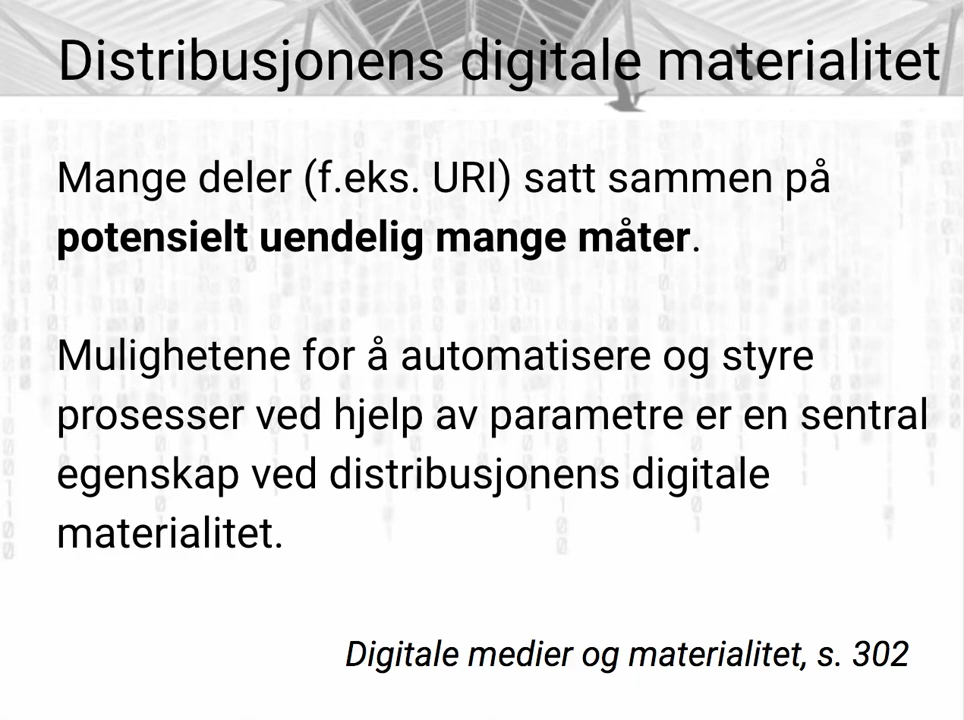 Distribusjonens digitale materialitet
Mange deler (f.eks. URI) satt sammen på
potensielt uendelig mange måter.
Mulighetene for å automatisere og styre
prosesser ved hjelp av parametre er en sentral
egenskap ved distribusjonens digitale
materialitet.
Digitale medier og materialitet, s. 302